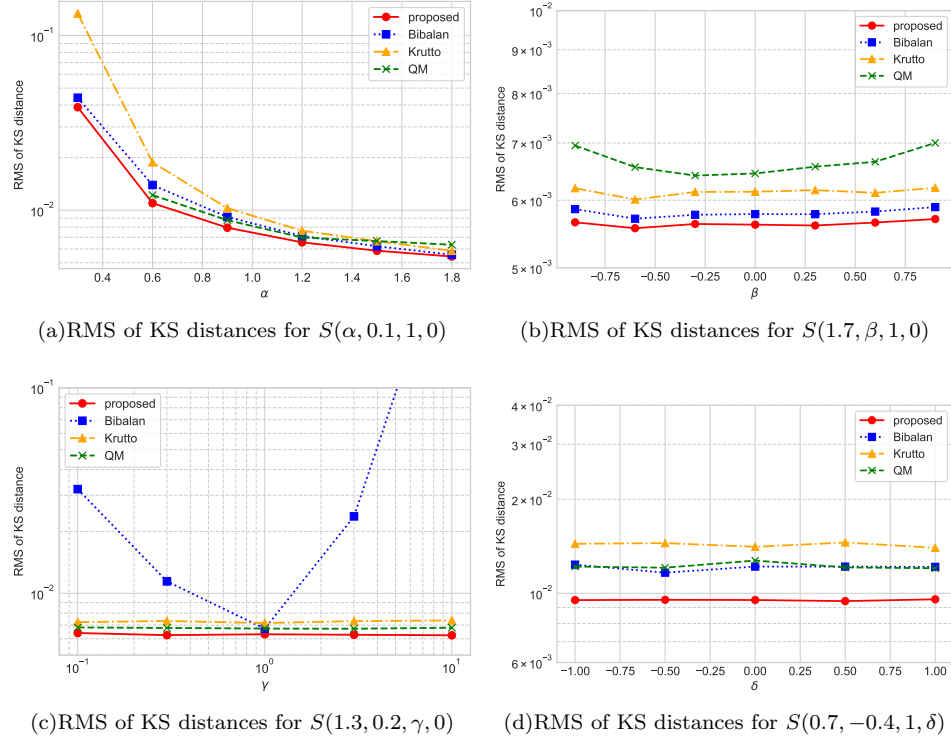 RMS of KS distance
10⁻¹
10⁻²
proposed
Bibalan
Krutto
QM
0.4 0.6 0.8 1.0 1.2 1.4 1.6 1.8
α
(a)RMS of KS distances for S(α, 0.1, 1, 0)
RMS of KS distance
10⁻²
9 × 10⁻³
8 × 10⁻³
7 × 10⁻³
6 × 10⁻³
5 × 10⁻³
proposed
Bibalan
Krutto
QM
−0.75 −0.50 −0.25 0.00 0.25 0.50 0.75
β
(b)RMS of KS distances for S(1.7, β, 1, 0)
RMS of KS distance
10⁻¹
10⁻²
proposed
Bibalan
Krutto
QM
10⁻¹ 10⁰ 10¹
γ
(c)RMS of KS distances for S(1.3, 0.2, γ, 0)
RMS of KS distance
4 × 10⁻²
3 × 10⁻²
2 × 10⁻²
10⁻²
6 × 10⁻³
proposed
Bibalan
Krutto
QM
−1.00 −0.75 −0.50 −0.25 0.00 0.25 0.50 0.75 1.00
δ
(d)RMS of KS distances for S(0.7, −0.4, 1, δ)